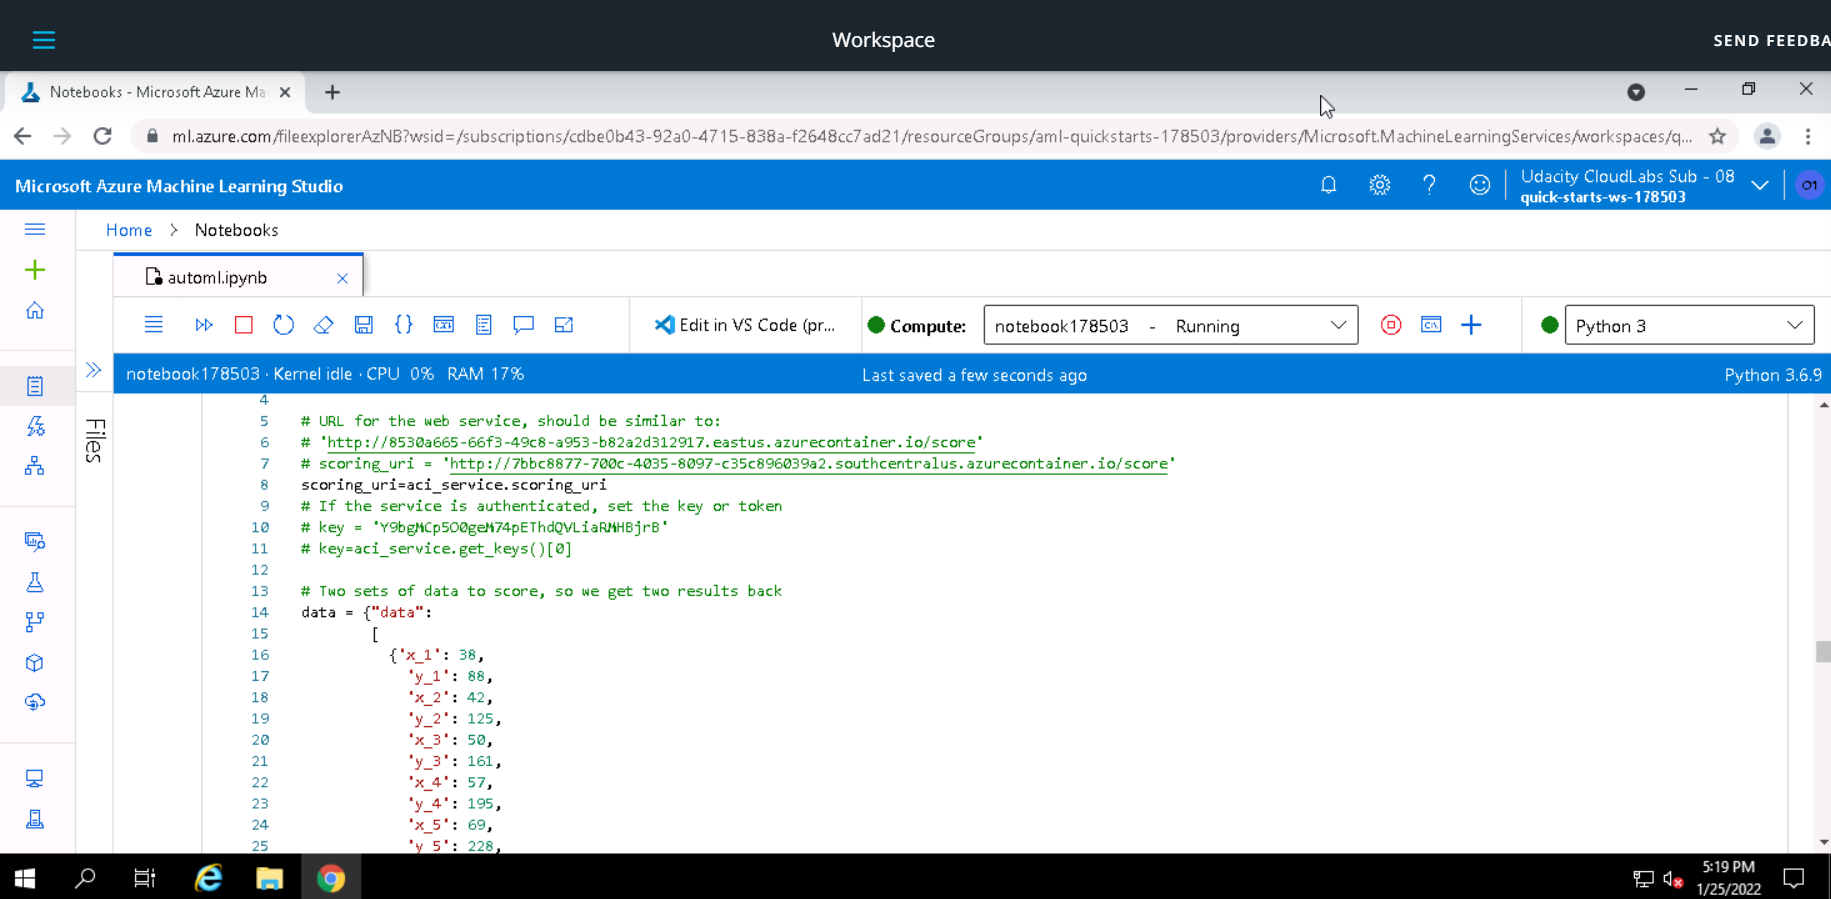 Workspace
SEND FEEDBA
Notebooks - Microsoft Azure Ma
ml.azure.com/fileexplorerAzNB?wsid=/subscriptions/cdbe0b43-92a0-4715-838a-f2648cc7ad21/resourceGroups/aml-quickstarts-178503/providers/Microsoft.MachineLearningServices/workspaces/q...
Microsoft Azure Machine Learning Studio
Udacity CloudLabs Sub - 08
quick-starts-ws-178503
O1
Home > Notebooks
automl.ipynb
Edit in VS Code (pr...
Compute:
notebook178503 - Running
Python 3
notebook178503 · Kernel idle · CPU 0% RAM 17%
Last saved a few seconds ago
Python 3.6.9
Files
4
5 # URL for the web service, should be similar to:
6 # 'http://8530a665-66f3-49c8-a953-b82a2d312917.eastus.azurecontainer.io/score'
7 # scoring_uri = 'http://7bbc8877-700c-4035-8097-c35c896039a2.southcentralus.azurecontainer.io/score'
8 scoring_uri=aci_service.scoring_uri
9 # If the service is authenticated, set the key or token
10 # key = 'Y9bgMCp5O0geM74pEThdQVLiaRMHBjrB'
11 # key=aci_service.get_keys()[0]
12
13 # Two sets of data to score, so we get two results back
14 data = {"data":
15 [
16 {'x_1': 38,
17 'y_1': 88,
18 'x_2': 42,
19 'y_2': 125,
20 'x_3': 50,
21 'y_3': 161,
22 'x_4': 57,
23 'y_4': 195,
24 'x_5': 69,
25 'y_5': 228,
5:19 PM
1/25/2022